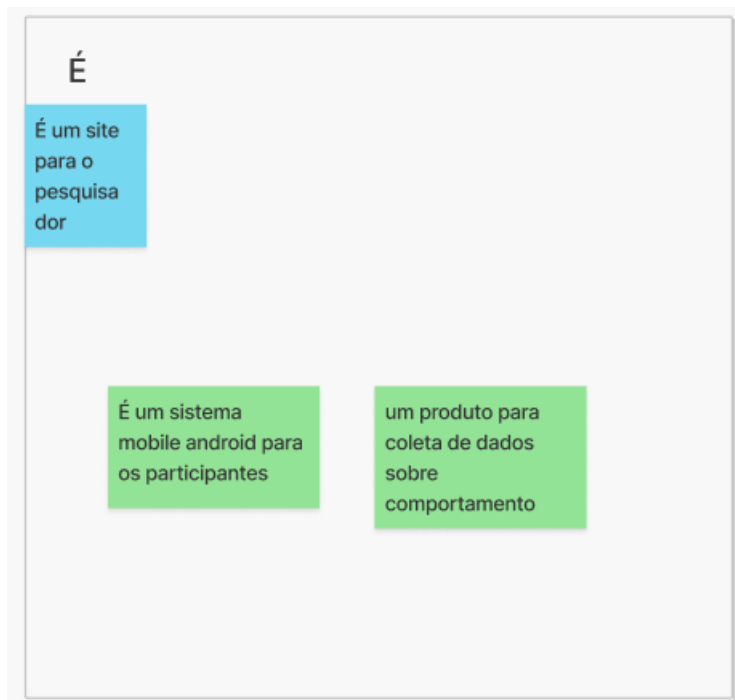 É
É um site
para o
pesquisa
dor
É um sistema
mobile android para
os participantes
um produto para
coleta de dados
sobre
comportamento